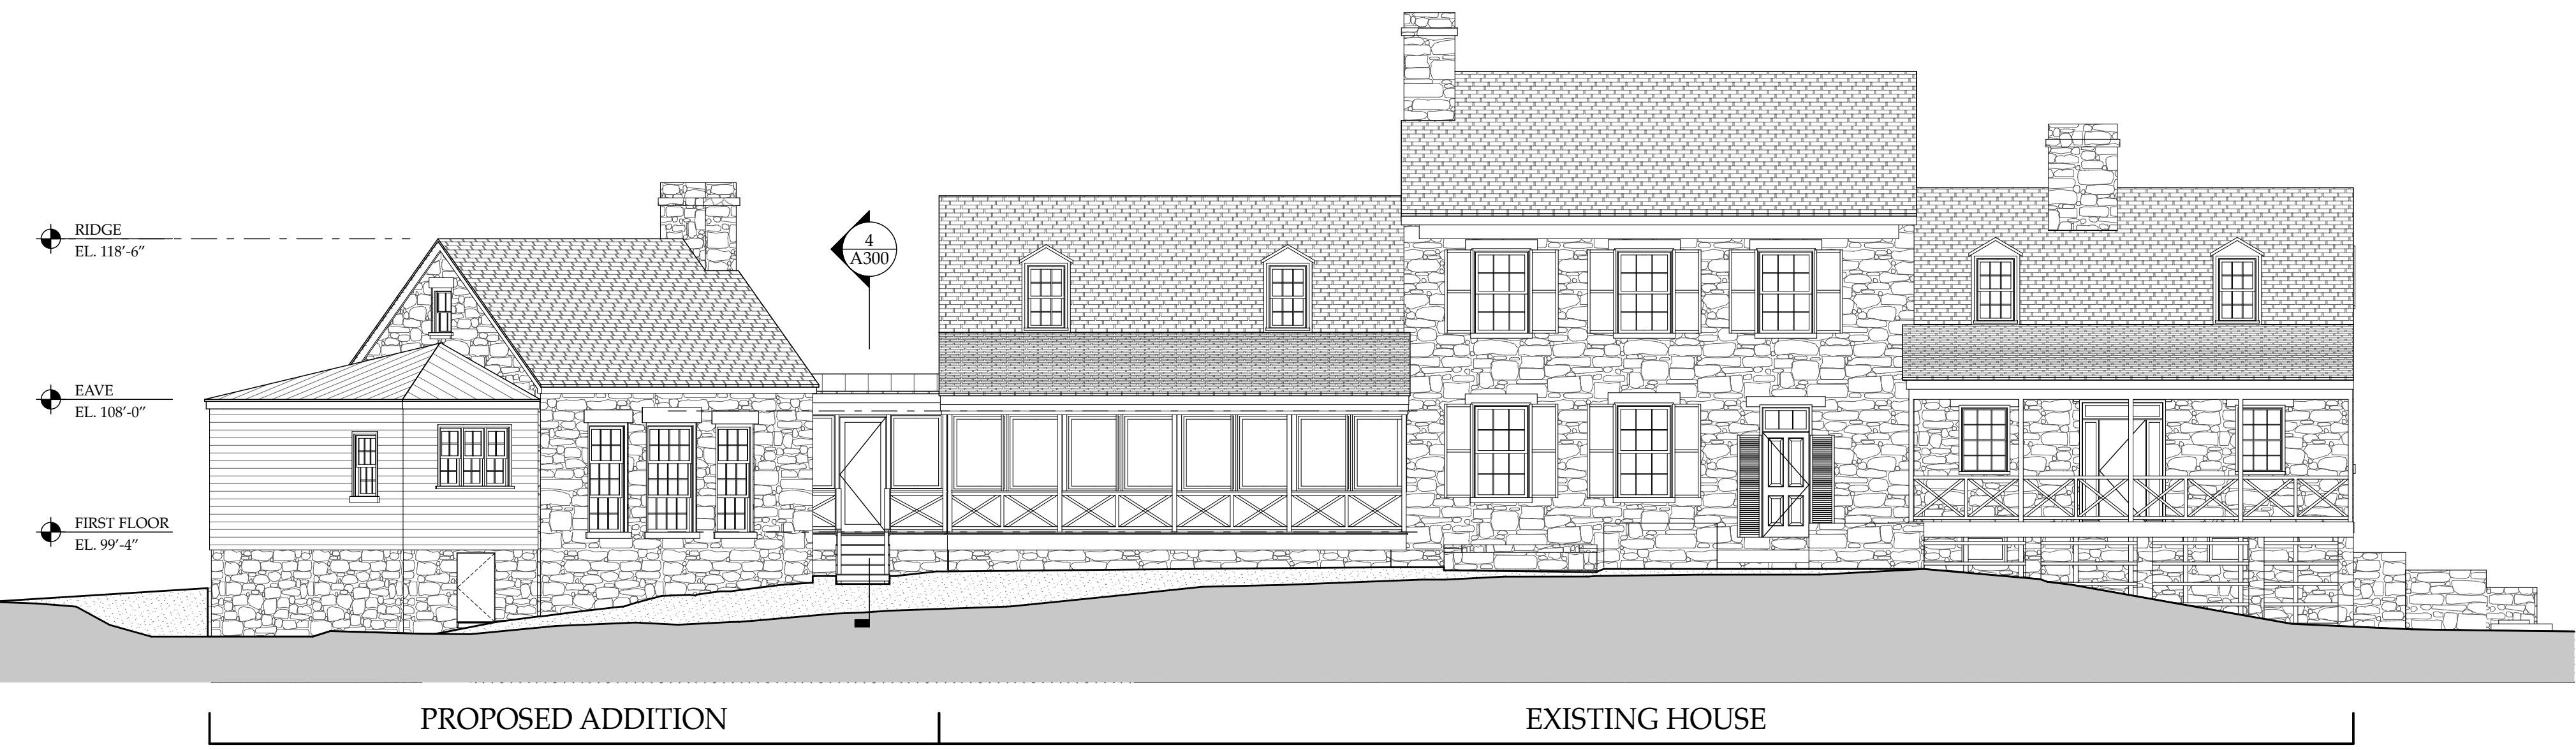 RIDGE
EL. 118'-6"
4
A300
EAVE
EL. 108'-0"
FIRST FLOOR
EL. 99'-4"
PROPOSED ADDITION
EXISTING HOUSE